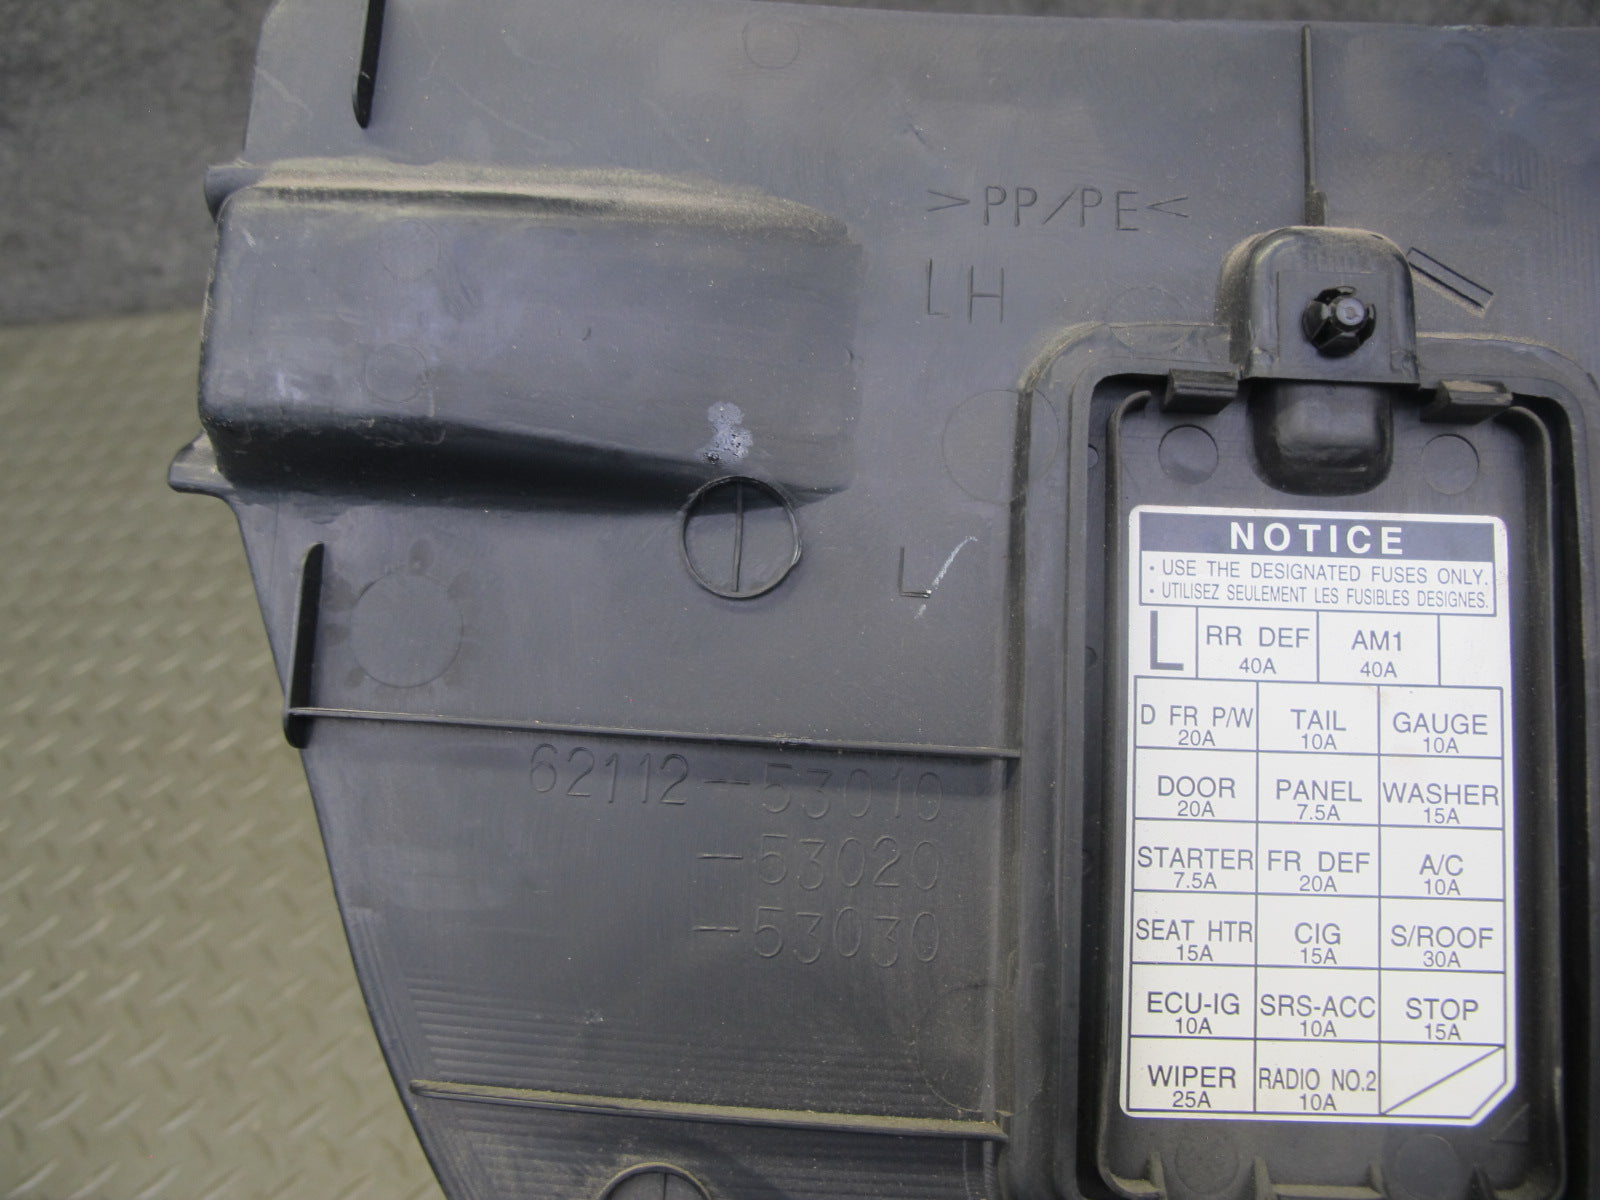 >PP/PE<
LH
L
62112-53010
-53020
-53030
NOTICE
· USE THE DESIGNATED FUSES ONLY.
· UTILISEZ SEULEMENT LES FUSIBLES DESIGNES.
L RR DEF 40A AM1 40A
D FR P/W 20A TAIL 10A GAUGE 10A
DOOR 20A PANEL 7.5A WASHER 15A
STARTER 7.5A FR DEF 20A A/C 10A
SEAT HTR 15A CIG 15A S/ROOF 30A
ECU-IG 10A SRS-ACC 10A STOP 15A
WIPER 25A RADIO NO.2 10A